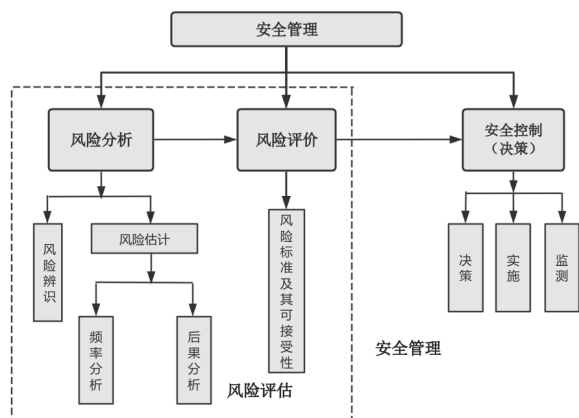 安全管理
风险分析
风险评价
安全控制
（决策）
风险辨识
风险估计
风险标准及其可接受性
决策
实施
监测
频率分析
后果分析
安全管理
风险评估